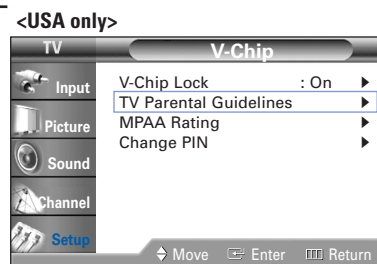 <USA only>
TV
V-Chip
Input
Picture
Sound
Channel
Setup
V-Chip Lock : On
TV Parental Guidelines
MPAA Rating
Change PIN
Move Enter Return